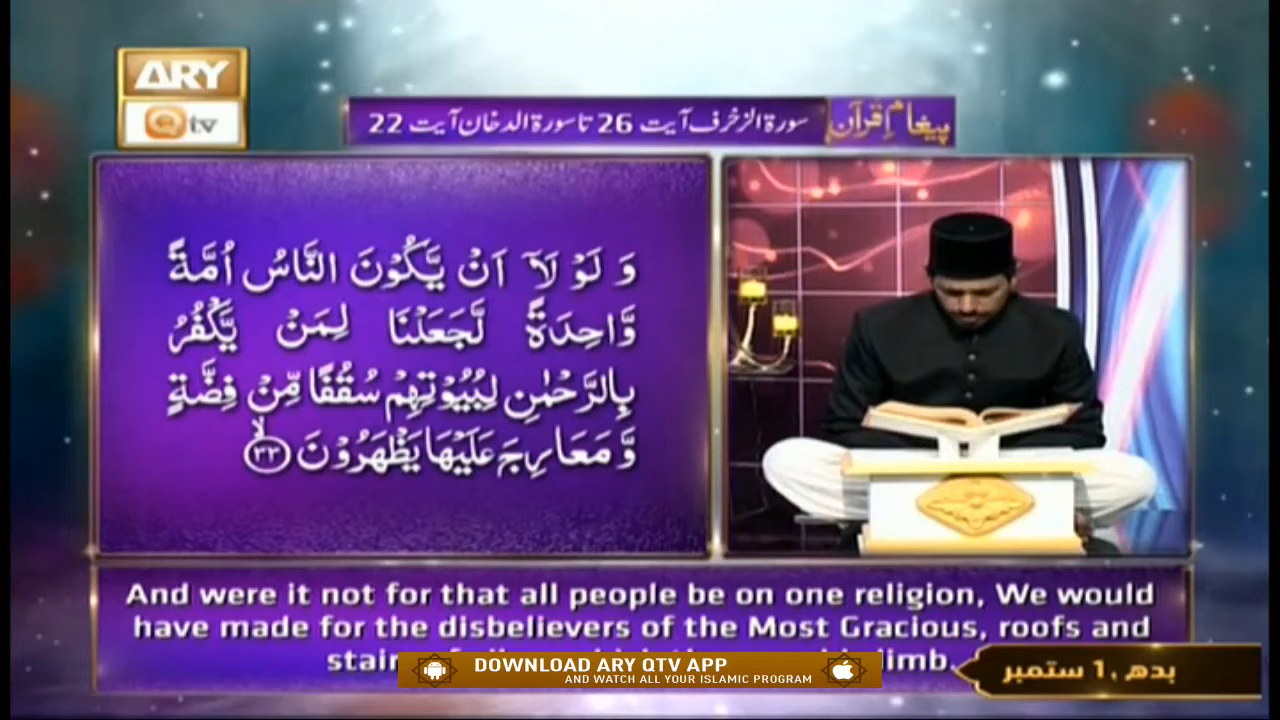 ARY
Qtv
پیغامِ قرآن
سورۃ الزخرف آیت 26 تا سورۃ الدخان آیت 22
وَ لَوْ لَاۤ اَنْ یَّكُوْنَ النَّاسُ اُمَّةً
وَّاحِدَةً لَّجَعَلْنَا لِمَنْ یَّكْفُرُ
بِالرَّحْمٰنِ لِبُیُوْتِهِمْ سُقُفًا مِّنْ فِضَّةٍ
وَّ مَعَارِجَ عَلَیْهَا یَظْهَرُوْنَ ۙ۝۳۳
And were it not for that all people be on one religion, We would
have made for the disbelievers of the Most Gracious, roofs and
DOWNLOAD ARY QTV APP
AND WATCH ALL YOUR ISLAMIC PROGRAM
بدھ ، 1 ستمبر